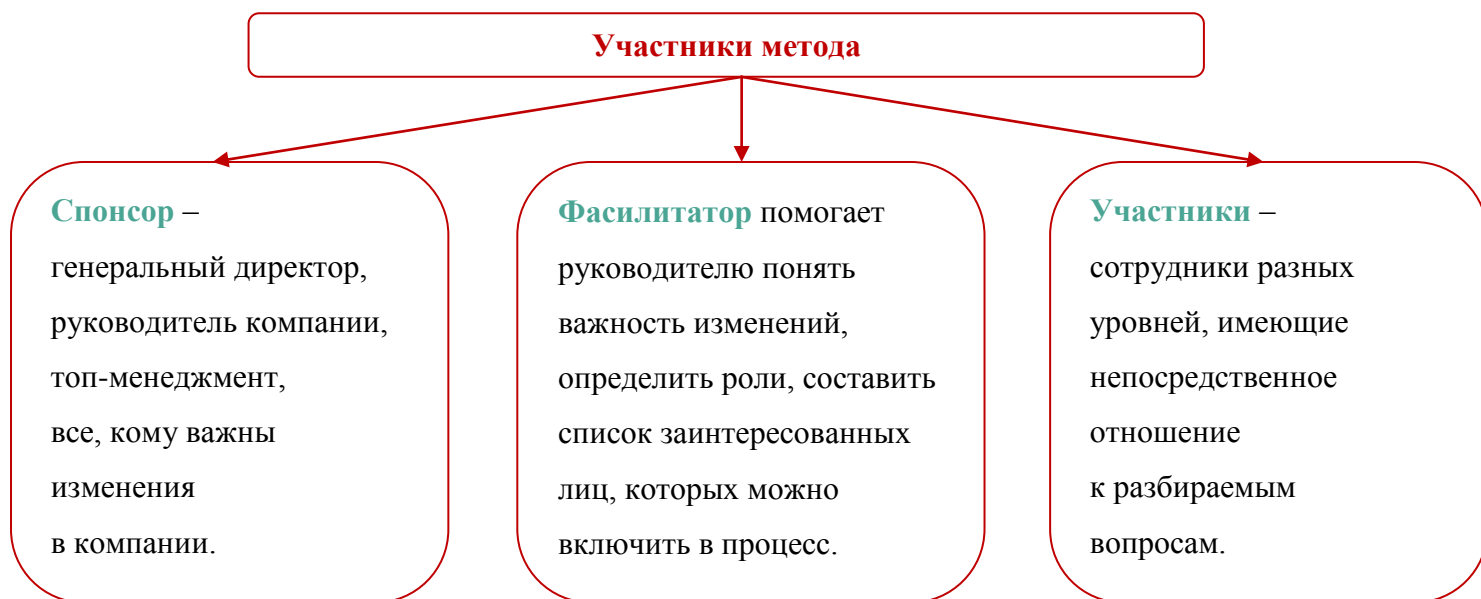 Участники метода
Спонсор –
генеральный директор,
руководитель компании,
топ-менеджмент,
все, кому важны
изменения
в компании.
Фасилитатор помогает
руководителю понять
важность изменений,
определить роли, составить
список заинтересованных
лиц, которых можно
включить в процесс.
Участники –
сотрудники разных
уровней, имеющие
непосредственное
отношение
к разбираемым
вопросам.